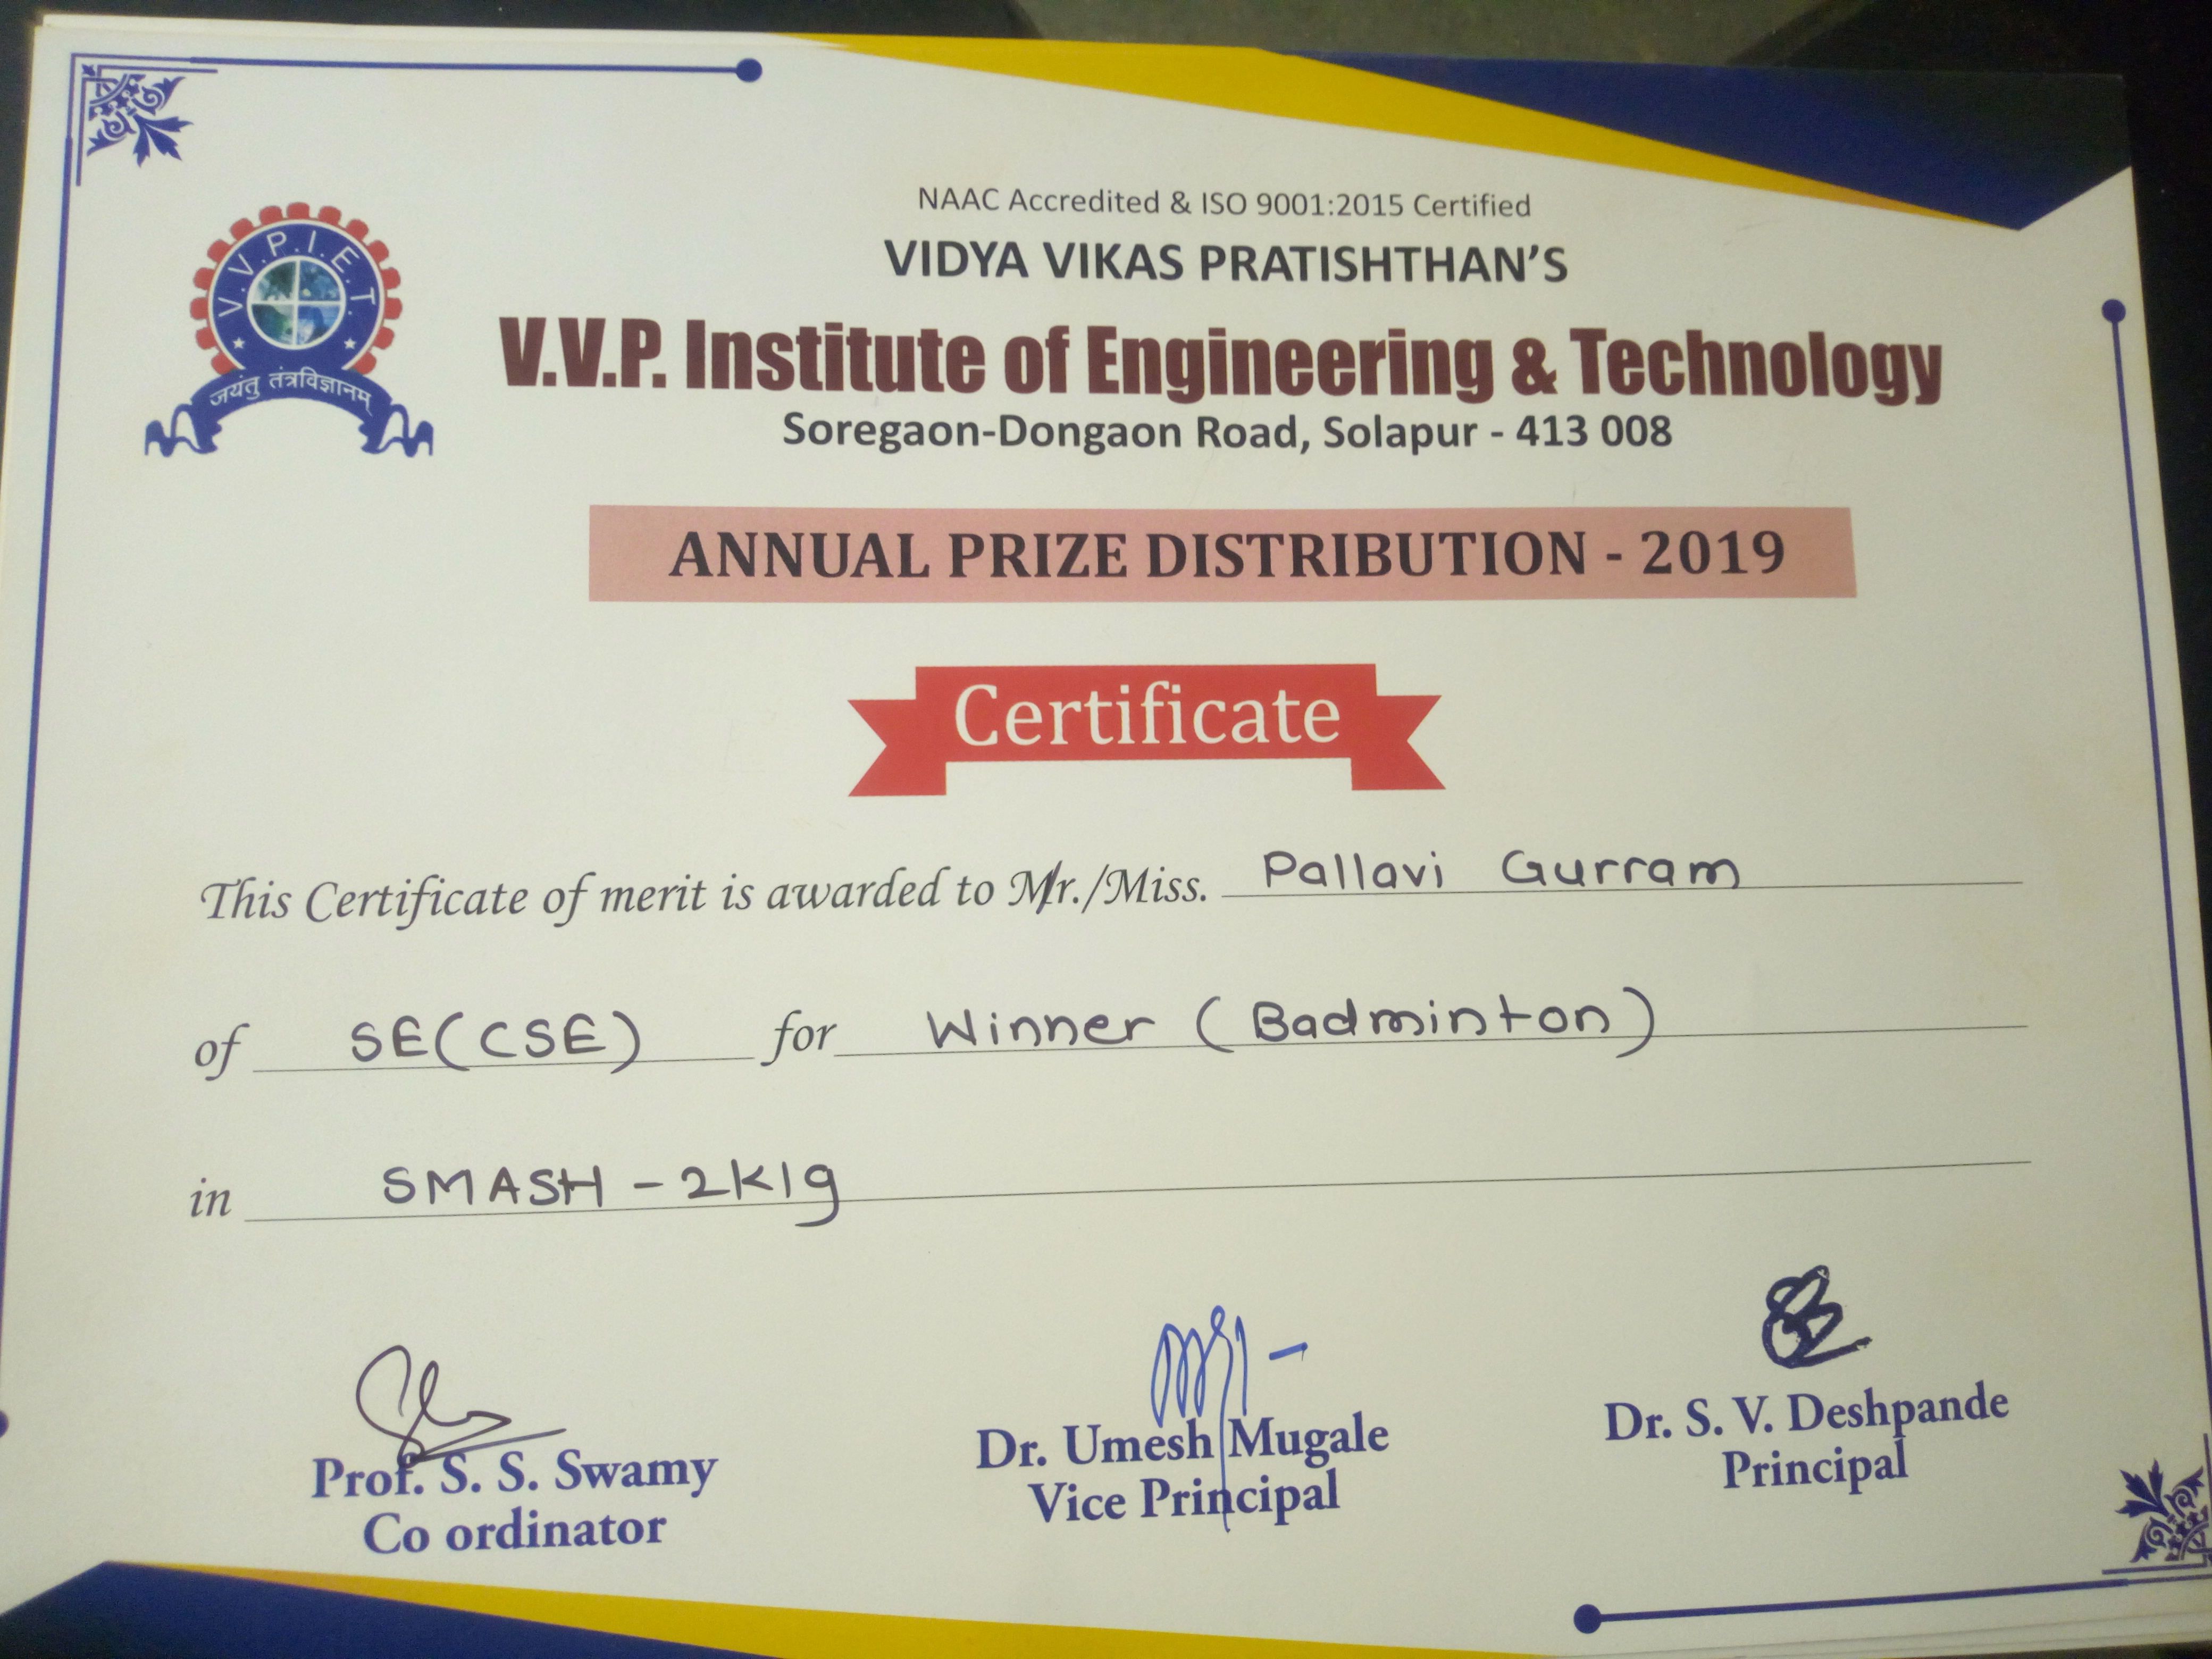 NAAC Accredited & ISO 9001:2015 Certified
VIDYA VIKAS PRATISHTHAN'S
V.V.P.I.E.T.
V.V.P. Institute of Engineering & Technology
जयंतु तंत्रविज्ञानम्
Soregaon-Dongaon Road, Solapur - 413 008
ANNUAL PRIZE DISTRIBUTION - 2019
Certificate
This Certificate of merit is awarded to Mr./Miss. Pallavi Gurram
of SE(CSE) for Winner (Badminton)
in SMASH - 2K19
Prof. S. S. Swamy
Co ordinator
Dr. Umesh Mugale
Vice Principal
Dr. S. V. Deshpande
Principal